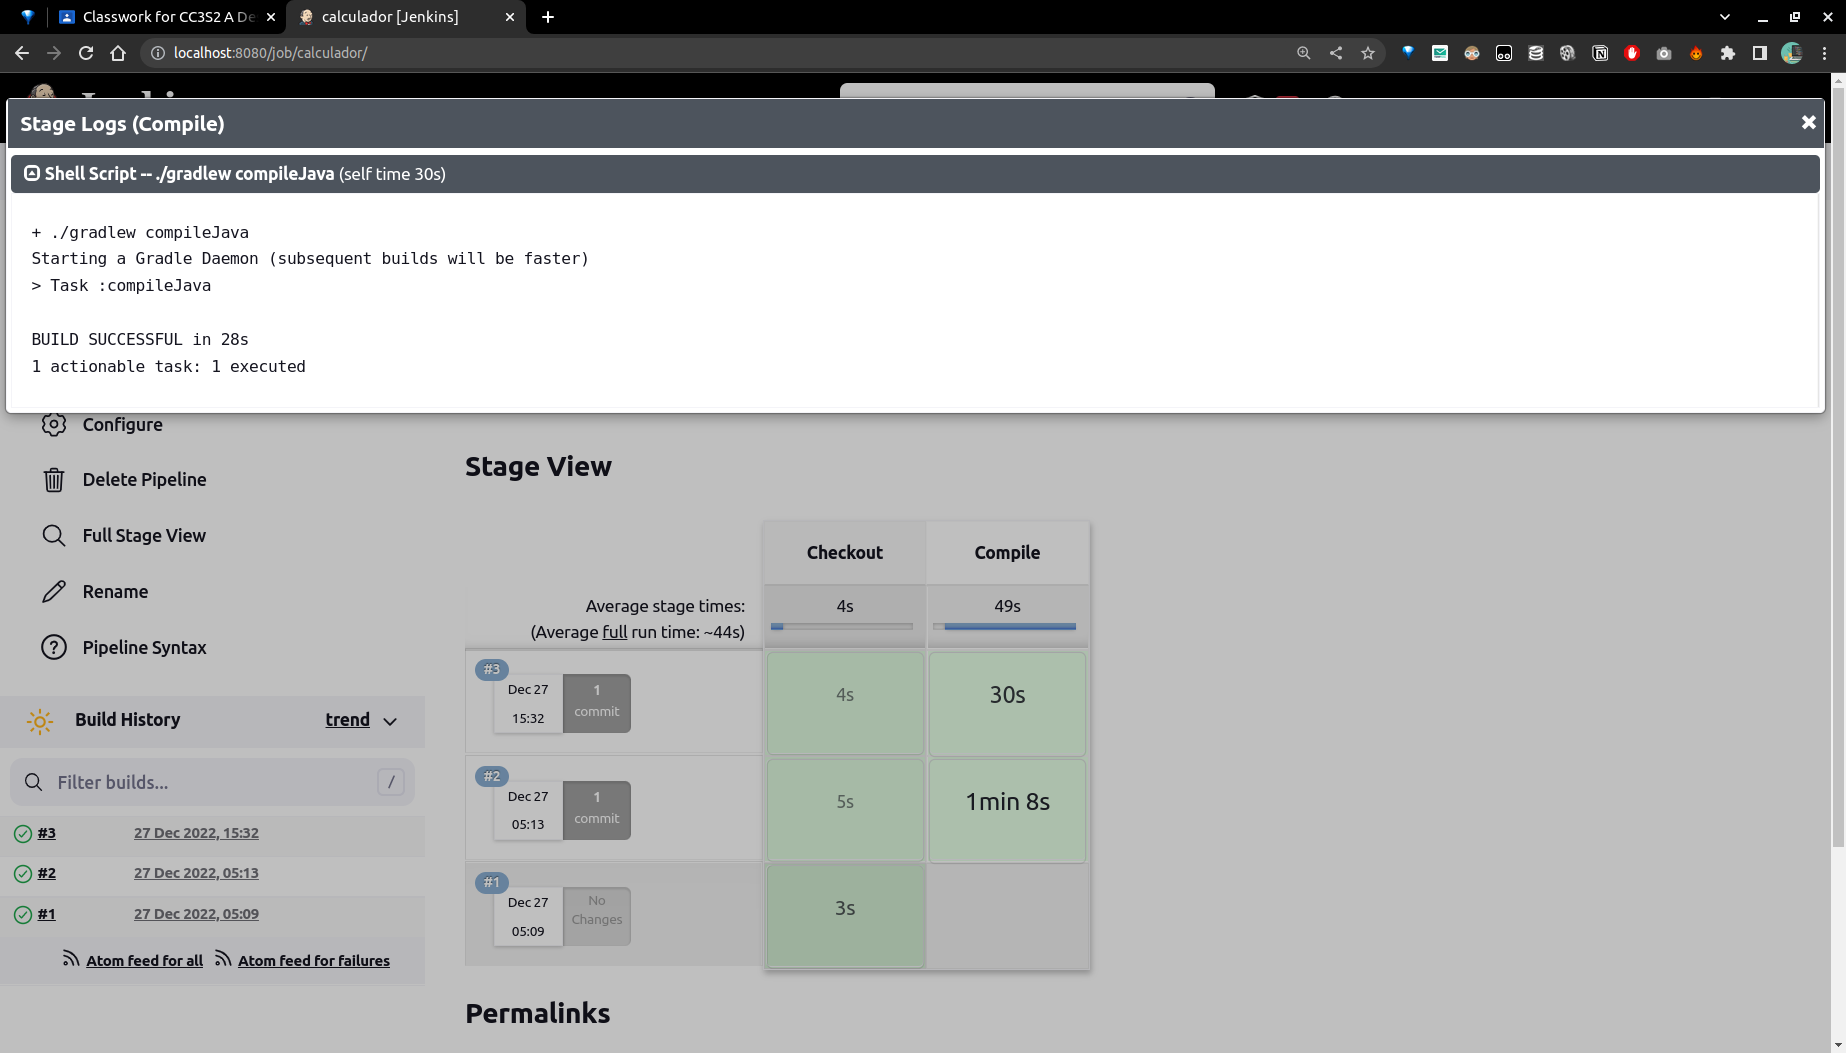 Classwork for CC3S2 A De
calculador [Jenkins]
localhost:8080/job/calculador/
Stage Logs (Compile)
Shell Script -- ./gradlew compileJava (self time 30s)
+ ./gradlew compileJava
Starting a Gradle Daemon (subsequent builds will be faster)
> Task :compileJava
BUILD SUCCESSFUL in 28s
1 actionable task: 1 executed
Configure
Delete Pipeline
Full Stage View
Rename
Pipeline Syntax
Build History
trend
Filter builds...
/
#3
27 Dec 2022, 15:32
#2
27 Dec 2022, 05:13
#1
27 Dec 2022, 05:09
Atom feed for all
Atom feed for failures
Stage View
Checkout
Compile
Average stage times:
4s
49s
(Average full run time: ~44s)
#3
Dec 27
15:32
1
commit
4s
30s
#2
Dec 27
05:13
1
commit
5s
1min 8s
#1
Dec 27
05:09
No
Changes
3s
Permalinks